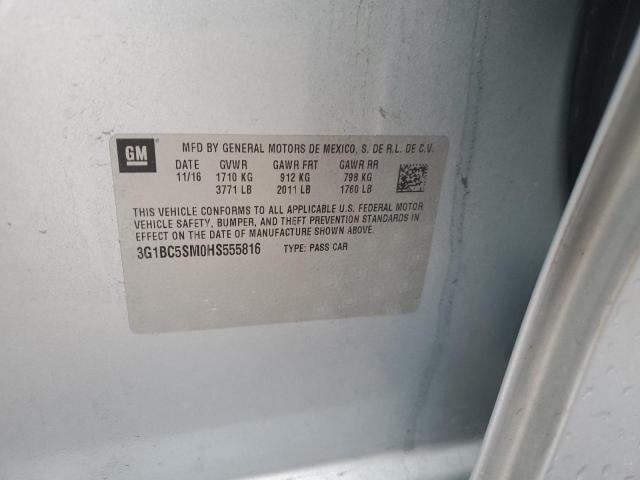 GM
MFD BY GENERAL MOTORS DE MEXICO, S. DE R.L. DE C.V.
DATE GVWR GAWR FRT GAWR RR
11/16 1710 KG 912 KG 798 KG
3771 LB 2011 LB 1760 LB
THIS VEHICLE CONFORMS TO ALL APPLICABLE U.S. FEDERAL MOTOR
VEHICLE SAFETY, BUMPER, AND THEFT PREVENTION STANDARDS IN
EFFECT ON THE DATE OF MANUFACTURE SHOWN ABOVE.
3G1BC5SM0HS555816 TYPE: PASS CAR